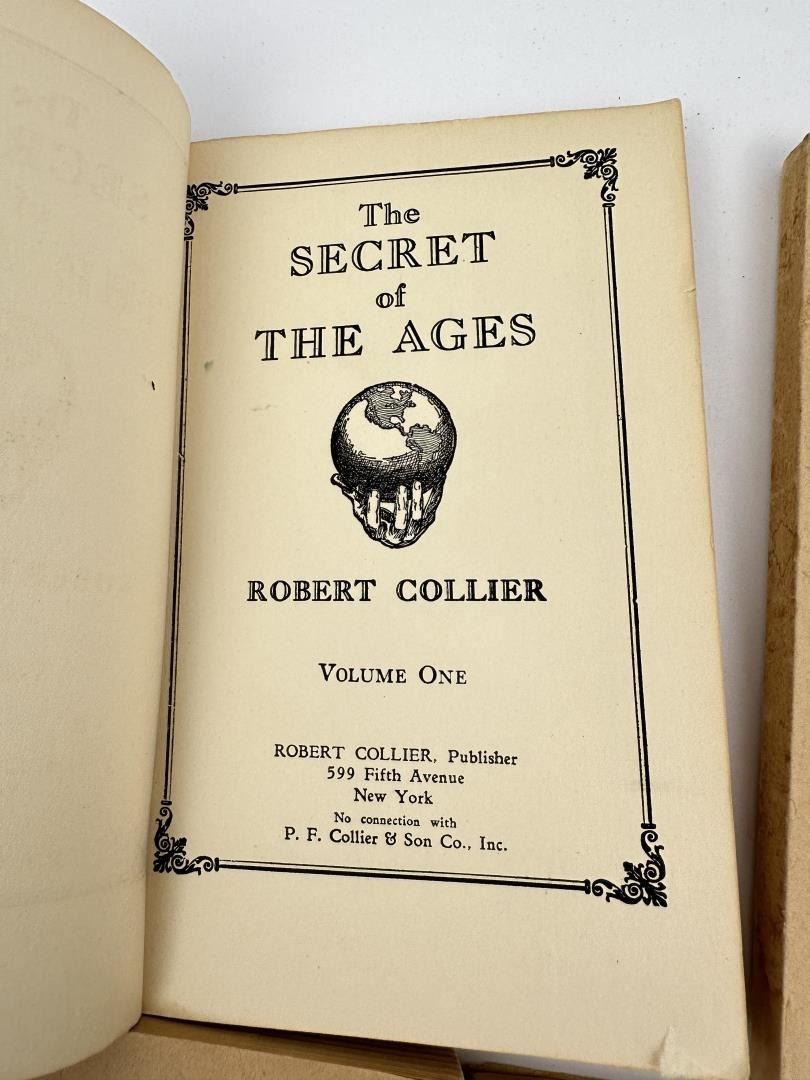 The
SECRET
of
THE AGES
ROBERT COLLIER
VOLUME ONE
ROBERT COLLIER, Publisher
599 Fifth Avenue
New York
No connection with
P. F. Collier & Son Co., Inc.